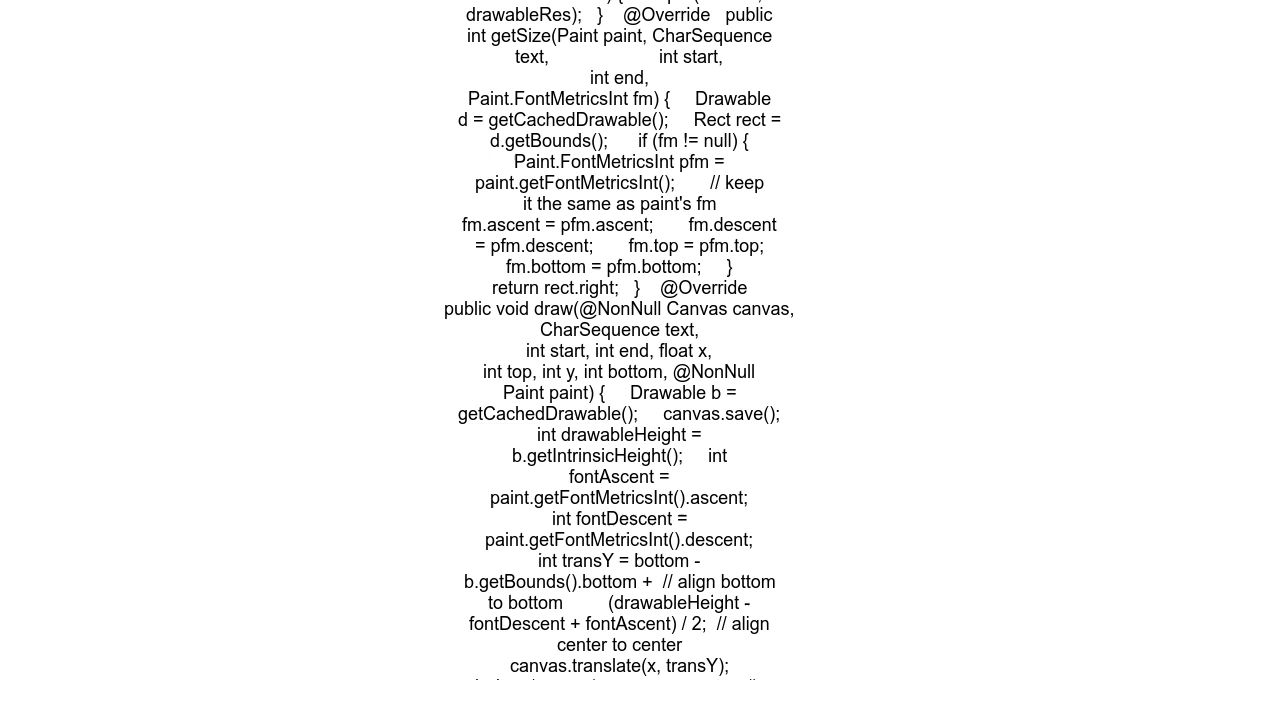 drawableRes);   }    @Override   public
int getSize(Paint paint, CharSequence
text,                      int start,
int end,
Paint.FontMetricsInt fm) {     Drawable
d = getCachedDrawable();     Rect rect =
d.getBounds();      if (fm != null) {
Paint.FontMetricsInt pfm =
paint.getFontMetricsInt();       // keep
it the same as paint's fm
fm.ascent = pfm.ascent;       fm.descent
= pfm.descent;       fm.top = pfm.top;
fm.bottom = pfm.bottom;     }
return rect.right;   }    @Override
public void draw(@NonNull Canvas canvas,
CharSequence text,
int start, int end, float x,
int top, int y, int bottom, @NonNull
Paint paint) {     Drawable b =
getCachedDrawable();     canvas.save();
int drawableHeight =
b.getIntrinsicHeight();     int
fontAscent =
paint.getFontMetricsInt().ascent;
int fontDescent =
paint.getFontMetricsInt().descent;
int transY = bottom -
b.getBounds().bottom +  // align bottom
to bottom         (drawableHeight -
fontDescent + fontAscent) / 2;  // align
center to center
canvas.translate(x, transY);